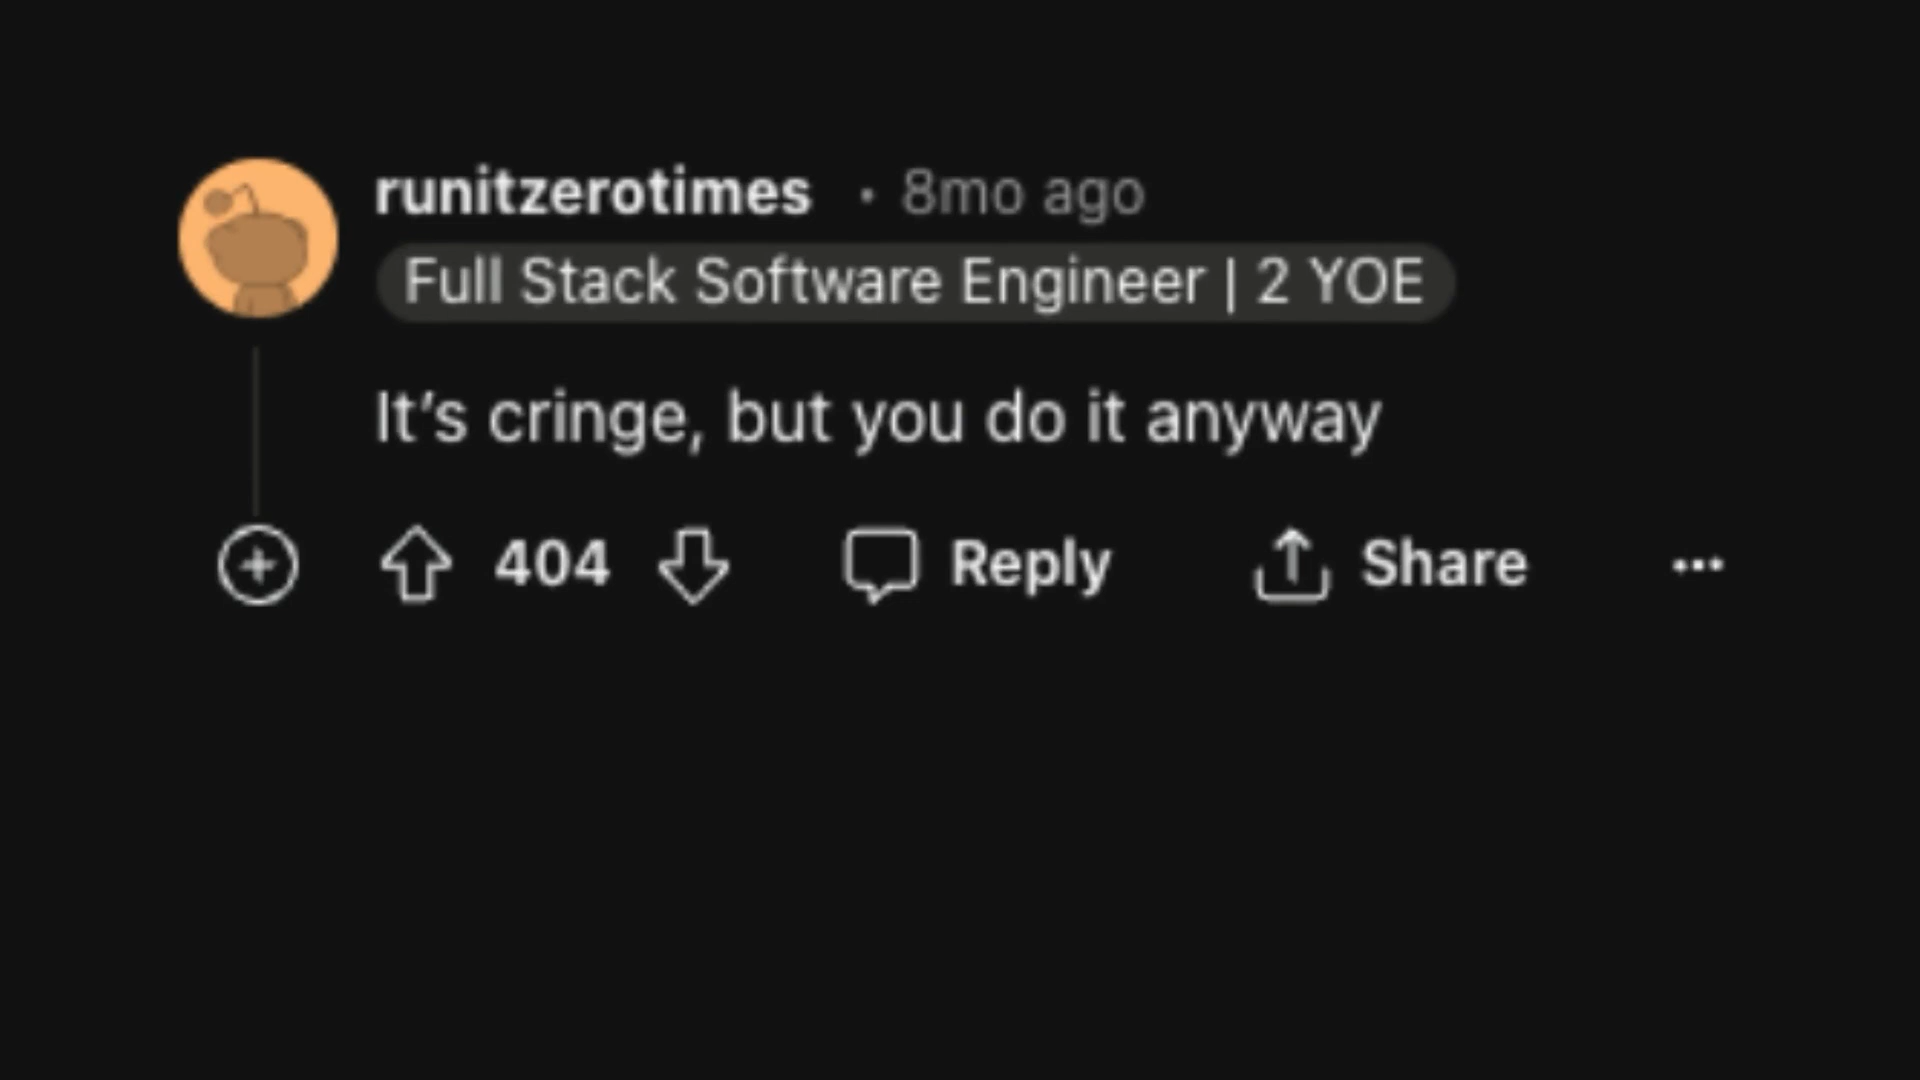 runitzerotimes • 8mo ago
Full Stack Software Engineer | 2 YOE
It’s cringe, but you do it anyway
404 Reply Share ...